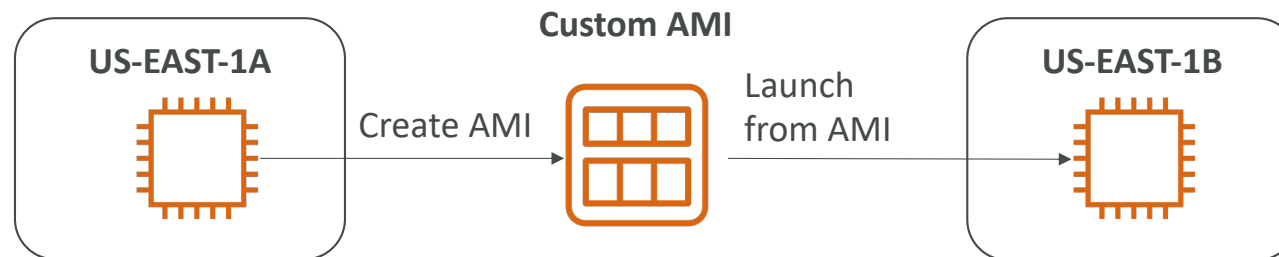 Custom AMI
US-EAST-1A
US-EAST-1B
Create AMI
Launch
from AMI